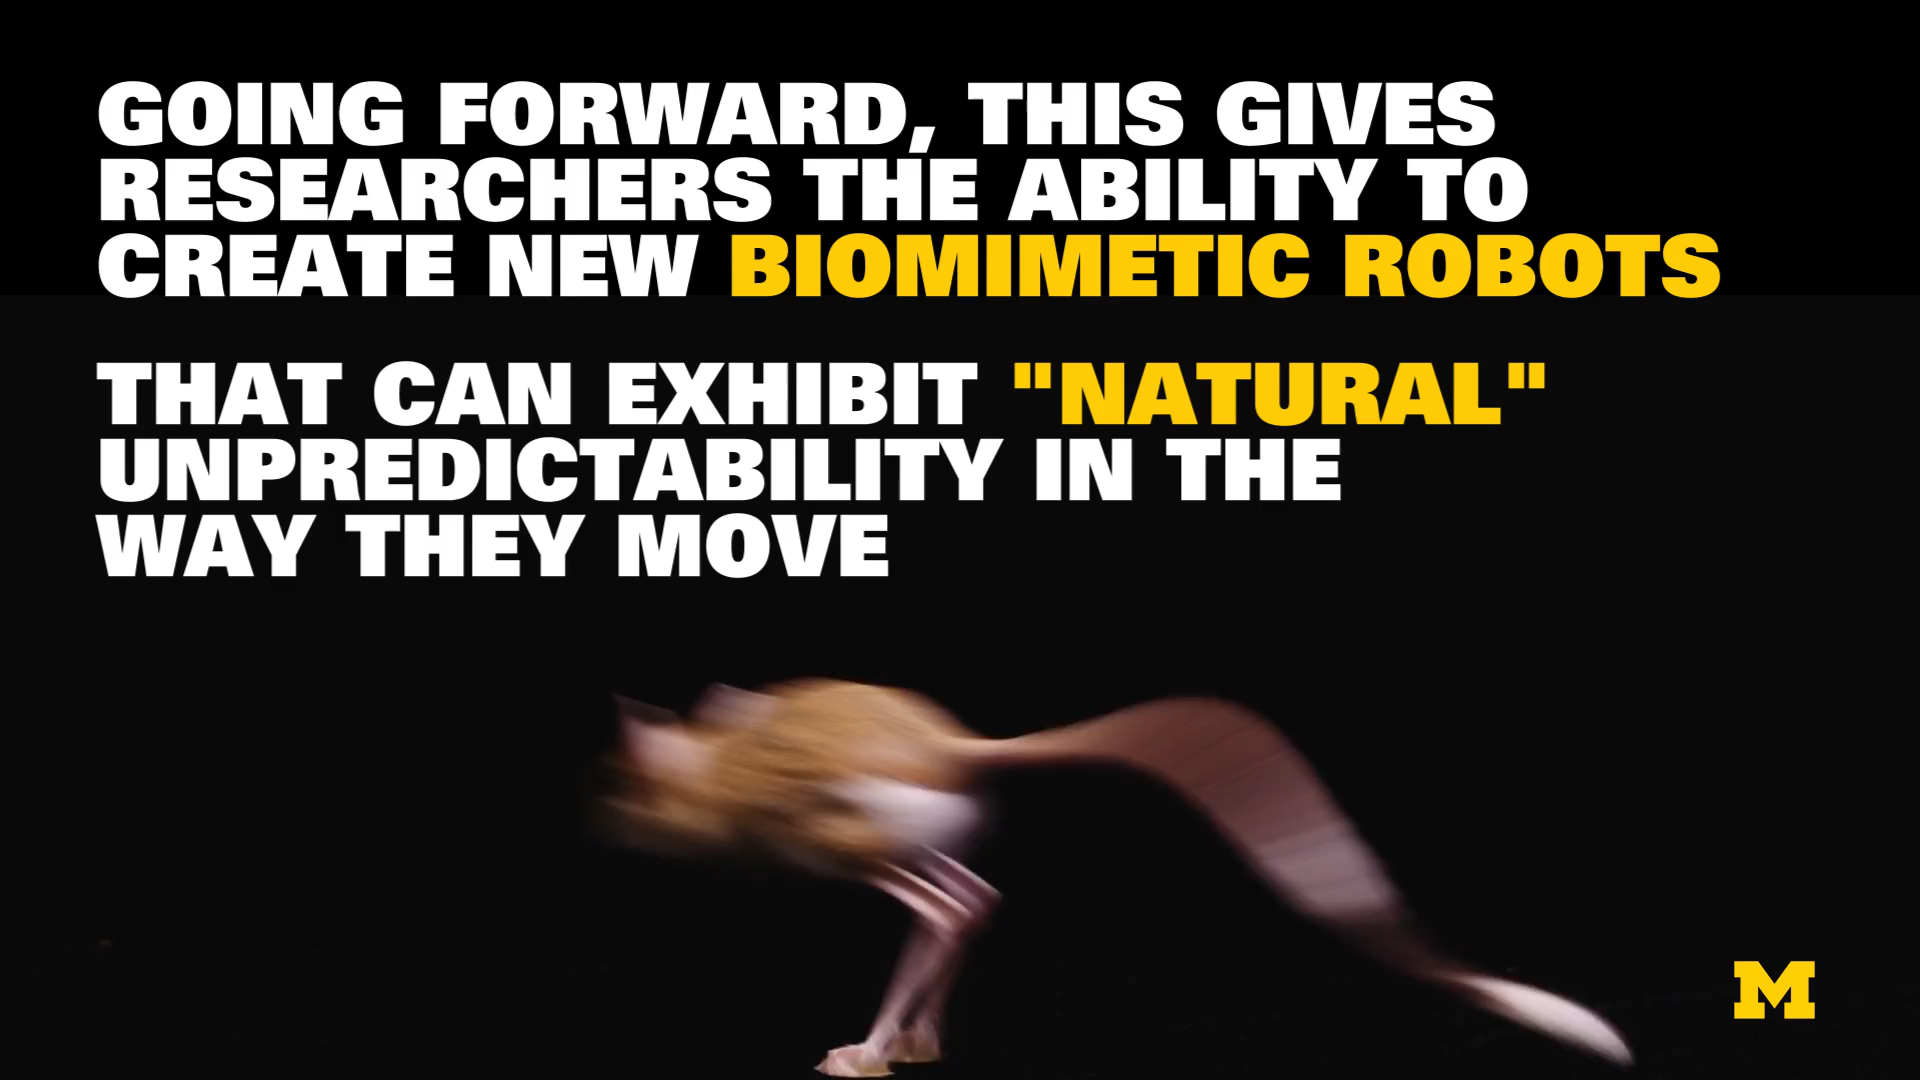 GOING FORWARD, THIS GIVES
RESEARCHERS THE ABILITY TO
CREATE NEW BIOMIMETIC ROBOTS
THAT CAN EXHIBIT "NATURAL"
UNPREDICTABILITY IN THE
WAY THEY MOVE
M